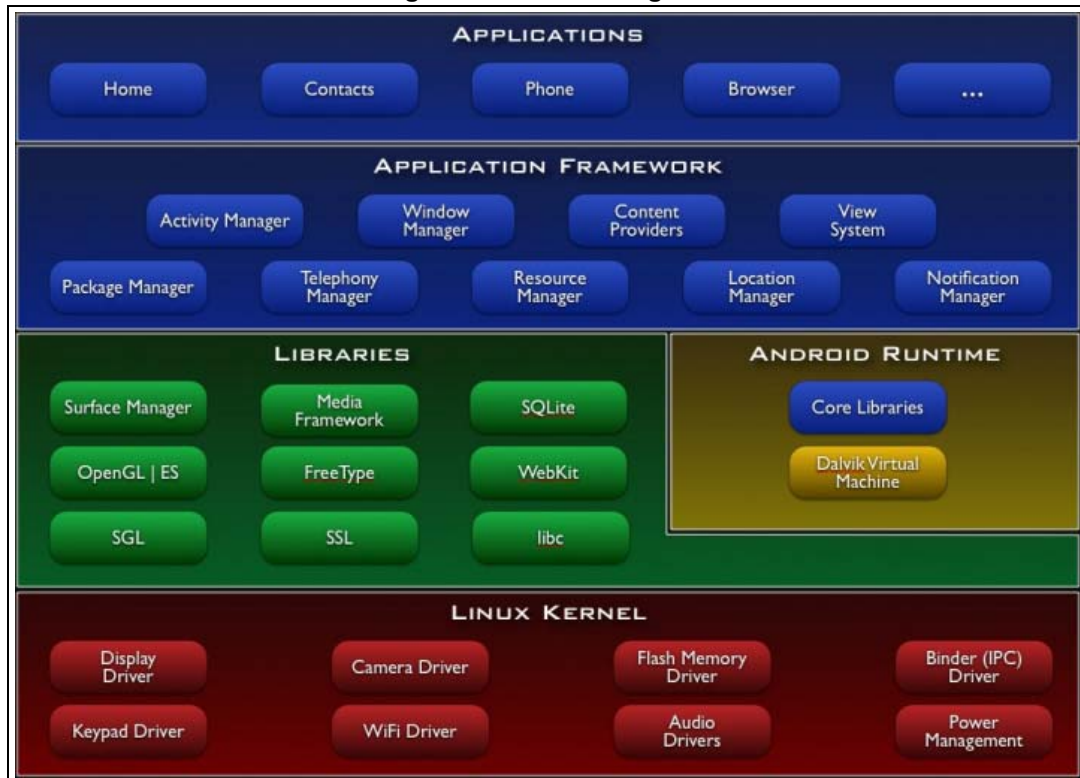 APPLICATIONS
Home
Contacts
Phone
Browser
...
APPLICATION FRAMEWORK
Activity Manager
Window
Manager
Content
Providers
View
System
Package Manager
Telephony
Manager
Resource
Manager
Location
Manager
Notification
Manager
LIBRARIES
Surface Manager
Media
Framework
SQLite
OpenGL | ES
FreeType
WebKit
SGL
SSL
libc
ANDROID RUNTIME
Core Libraries
Dalvik Virtual
Machine
LINUX KERNEL
Display
Driver
Camera Driver
Flash Memory
Driver
Binder (IPC)
Driver
Keypad Driver
WiFi Driver
Audio
Drivers
Power
Management